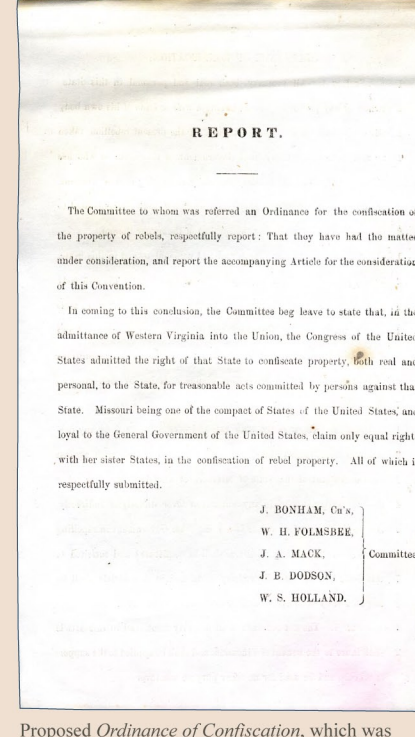 REPORT.
The Committee to whom was referred an Ordinance for the confiscation o
the property of rebels, respectfully report: That they have had the matte
under consideration, and report the accompanying Article for the consideration
of this Convention.
In coming to this conclusion, the Committee beg leave to state that, in the
admittance of Western Virginia into the Union, the Congress of the United
States admitted the right of that State to confiscate property, both real and
personal, to the State, for treasonable acts committed by persons against tha
State. Missouri being one of the compact of States of the United States, and
loyal to the General Government of the United States, claim only equal right
with her sister States, in the confiscation of rebel property. All of which i
respectfully submitted.
J. BONHAM, Ch'n,
W. H. FOLMSBEE,
J. A. MACK, Committee
J. B. DODSON,
W. S. HOLLAND.
Proposed Ordinance of Confiscation, which was